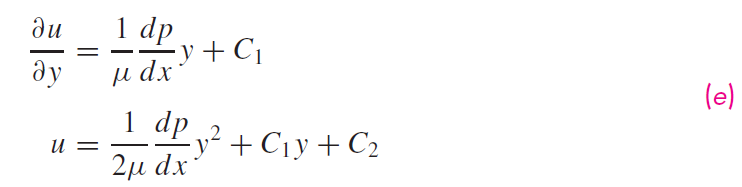 ∂u/∂y = 1/μ dp/dx y + C₁
(e)
u = 1/2μ dp/dx y² + C₁y + C₂